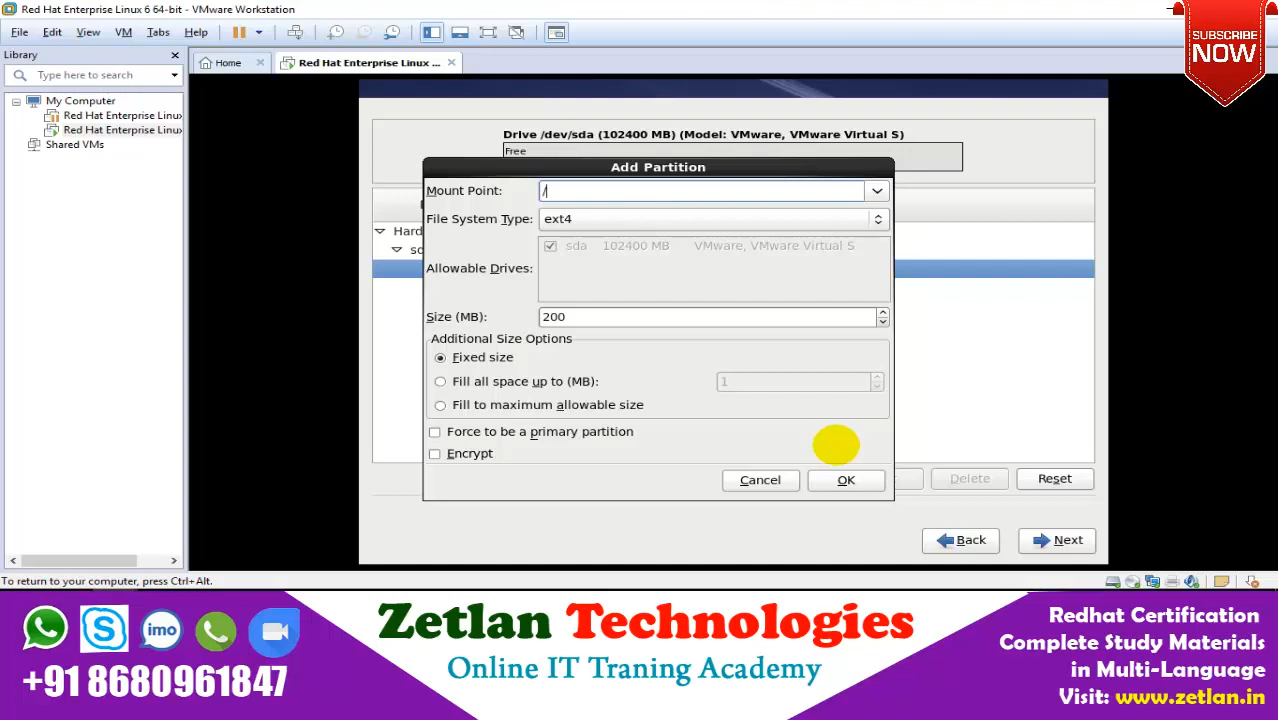 Red Hat Enterprise Linux 6 64-bit - VMware Workstation
File Edit View VM Tabs Help
SUBSCRIBE
NOW
Library
Type here to search
My Computer
Red Hat Enterprise Linux
Red Hat Enterprise Linux
Shared VMs
Home
Red Hat Enterprise Linux ...
Drive /dev/sda (102400 MB) (Model: VMware, VMware Virtual S)
Free
Add Partition
Mount Point: /
File System Type: ext4
sda 102400 MB VMware, VMware Virtual S
Allowable Drives:
Size (MB): 200
Additional Size Options
Fixed size
Fill all space up to (MB): 1
Fill to maximum allowable size
Force to be a primary partition
Encrypt
Cancel OK
Delete Reset
Back Next
To return to your computer, press Ctrl+Alt.
imo
+91 8680961847
Zetlan Technologies
Online IT Traning Academy
Redhat Certification
Complete Study Materials
in Multi-Language
Visit: www.zetlan.in